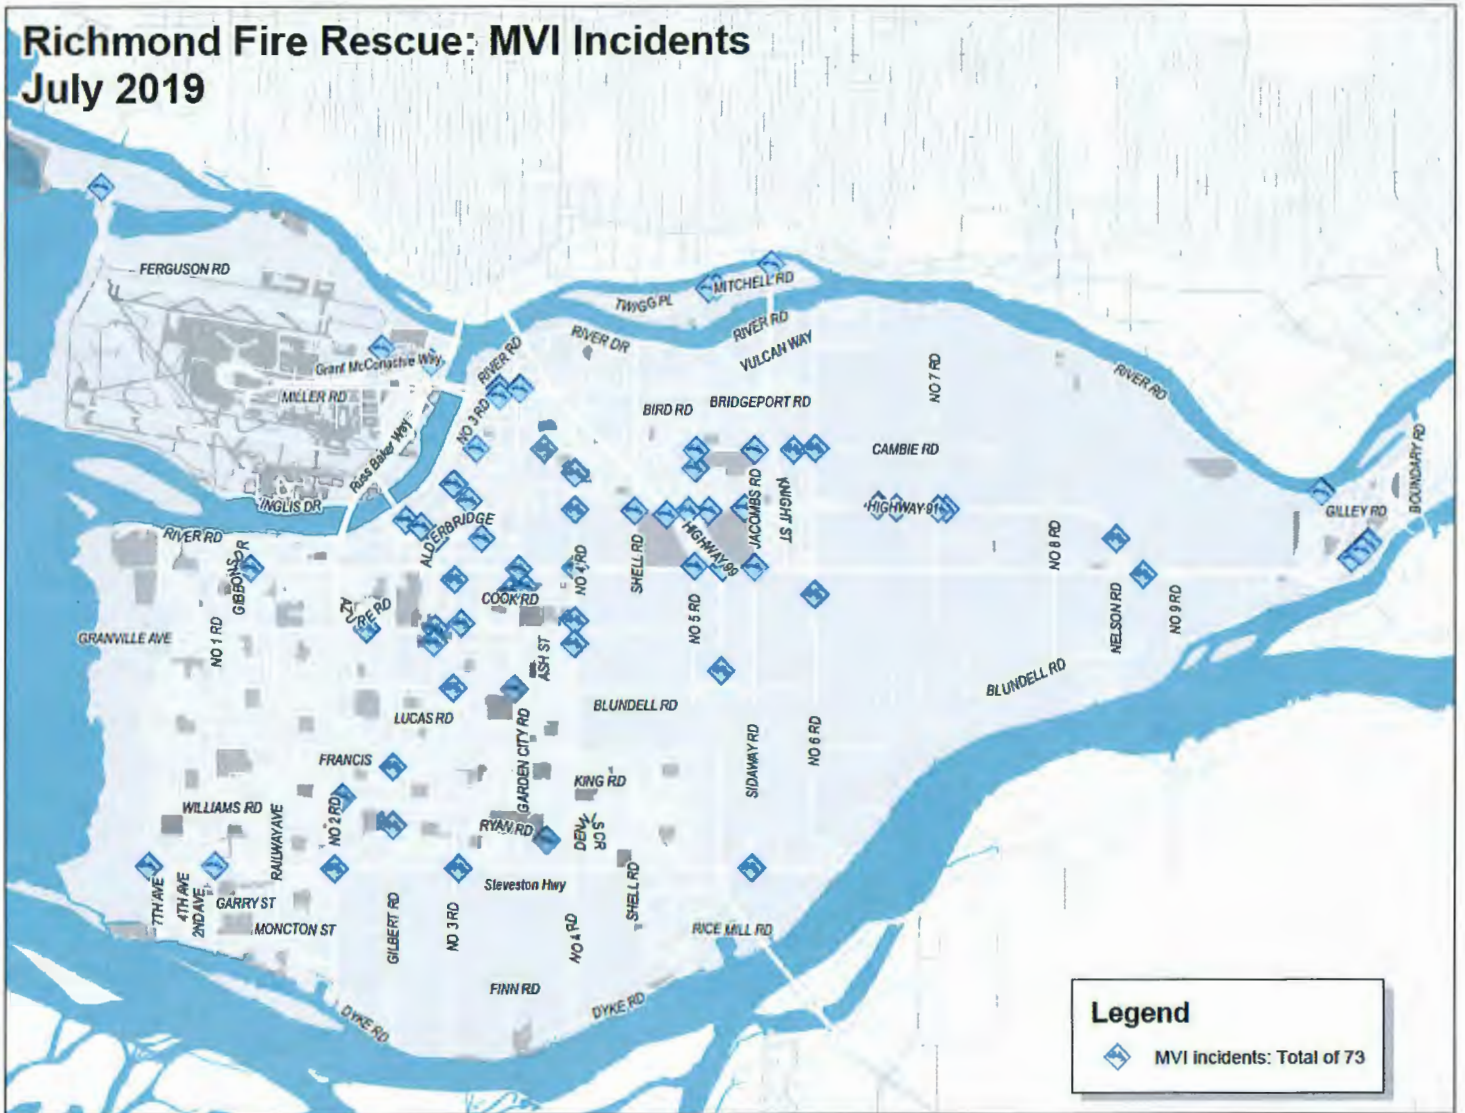 Richmond Fire Rescue: MVI Incidents
July 2019
FERGUSON RD
MITCHELL RD
TWIGG PL
RIVER RD
RIVER DR
VULCAN WAY
RIVER RD
Grant McConachie Way
MILLER RD
NO 7 RD
RIVER RD
BIRD RD
BRIDGEPORT RD
NO 3 RD
Russ Baker Way
CAMBIE RD
BOUNDARY RD
INGLIS DR
JACOBS RD
KNIGHT ST
HIGHWAY 91
GILLEY RD
RIVER RD
ALDERBRIDGE
HIGHWAY 99
NO 8 RD
GIBBONS DR
NO 4 RD
SHELL RD
COOK RD
NO 5 RD
NELSON RD
NO 9 RD
GRANVILLE AVE
NO 1 RD
ASH ST
BLUNDELL RD
LUCAS RD
BLUNDELL RD
GARDEN CITY RD
SIDAWAY RD
NO 6 RD
FRANCIS
KING RD
WILLIAMS RD
RAILWAY AVE
NO 2 RD
RYAN RD
7TH AVE
4TH AVE
2ND AVE
GARRY ST
Steveston Hwy
SHELL RD
MONCTON ST
GILBERT RD
NO 3 RD
NO 4 RD
RICE MILL RD
FINN RD
DYKE RD
DYKE RD
Legend
MVI incidents: Total of 73